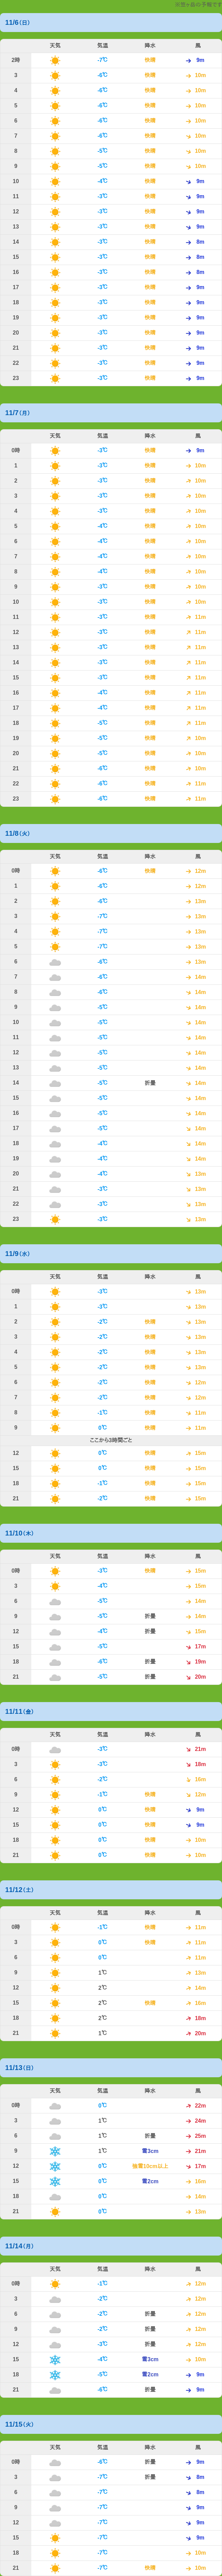 11/6（日）
天気 気温 降水 風
2時 -7℃ 快晴 9m
3 -6℃ 快晴 10m
4 -6℃ 快晴 10m
5 -6℃ 快晴 10m
6 -6℃ 快晴 10m
7 -6℃ 快晴 10m
8 -5℃ 快晴 10m
9 -5℃ 快晴 10m
10 -4℃ 快晴 9m
11 -3℃ 快晴 9m
12 -3℃ 快晴 9m
13 -3℃ 快晴 9m
14 -3℃ 快晴 8m
15 -3℃ 快晴 8m
16 -3℃ 快晴 8m
17 -3℃ 快晴 9m
18 -3℃ 快晴 9m
19 -3℃ 快晴 9m
20 -3℃ 快晴 9m
21 -3℃ 快晴 9m
22 -3℃ 快晴 9m
23 -3℃ 快晴 9m
11/7（月）
天気 気温 降水 風
0時 -3℃ 快晴 9m
1 -3℃ 快晴 10m
2 -3℃ 快晴 10m
3 -3℃ 快晴 10m
4 -3℃ 快晴 10m
5 -4℃ 快晴 10m
6 -4℃ 快晴 10m
7 -4℃ 快晴 10m
8 -4℃ 快晴 10m
9 -3℃ 快晴 10m
10 -3℃ 快晴 10m
11 -3℃ 快晴 11m
12 -3℃ 快晴 11m
13 -3℃ 快晴 11m
14 -3℃ 快晴 11m
15 -3℃ 快晴 11m
16 -4℃ 快晴 11m
17 -4℃ 快晴 11m
18 -5℃ 快晴 11m
19 -5℃ 快晴 10m
20 -5℃ 快晴 10m
21 -6℃ 快晴 10m
22 -6℃ 快晴 11m
23 -6℃ 快晴 11m
11/8（火）
天気 気温 降水 風
0時 -6℃ 快晴 12m
1 -6℃ 12m
2 -6℃ 13m
3 -7℃ 13m
4 -7℃ 13m
5 -7℃ 13m
6 -6℃ 13m
7 -6℃ 14m
8 -6℃ 14m
9 -5℃ 14m
10 -5℃ 14m
11 -5℃ 14m
12 -5℃ 14m
13 -5℃ 14m
14 -5℃ 折曇 14m
15 -5℃ 14m
16 -5℃ 14m
17 -5℃ 14m
18 -4℃ 14m
19 -4℃ 14m
20 -4℃ 13m
21 -3℃ 13m
22 -3℃ 13m
23 -3℃ 13m
11/9（水）
天気 気温 降水 風
0時 -3℃ 13m
1 -3℃ 13m
2 -2℃ 快晴 13m
3 -2℃ 快晴 13m
4 -2℃ 快晴 13m
5 -2℃ 快晴 13m
6 -2℃ 快晴 12m
7 -2℃ 快晴 12m
8 -1℃ 快晴 11m
9 0℃ 快晴 11m
ここから3時間ごと
12 0℃ 快晴 15m
15 0℃ 快晴 15m
18 -1℃ 快晴 15m
21 -2℃ 快晴 15m
11/10（木）
天気 気温 降水 風
0時 -3℃ 快晴 15m
3 -4℃ 15m
6 -5℃ 14m
9 -5℃ 折曇 14m
12 -4℃ 折曇 15m
15 -5℃ 17m
18 -6℃ 折曇 19m
21 -5℃ 折曇 20m
11/11（金）
天気 気温 降水 風
0時 -3℃ 21m
3 -3℃ 18m
6 -2℃ 16m
9 -1℃ 快晴 12m
12 0℃ 快晴 9m
15 0℃ 快晴 9m
18 0℃ 快晴 10m
21 0℃ 快晴 10m
11/12（土）
天気 気温 降水 風
0時 -1℃ 快晴 11m
3 0℃ 快晴 11m
6 0℃ 11m
9 1℃ 13m
12 2℃ 14m
15 2℃ 快晴 16m
18 2℃ 18m
21 1℃ 20m
11/13（日）
天気 気温 降水 風
0時 0℃ 22m
3 1℃ 24m
6 1℃ 折曇 25m
9 1℃ 雪3cm 21m
12 0℃ 強雪10cm以上 17m
15 0℃ 雪2cm 16m
18 0℃ 14m
21 0℃ 13m
11/14（月）
天気 気温 降水 風
0時 -1℃ 12m
3 -2℃ 12m
6 -2℃ 折曇 12m
9 -2℃ 折曇 12m
12 -3℃ 折曇 12m
15 -4℃ 雪3cm 10m
18 -5℃ 雪2cm 9m
21 -6℃ 折曇 9m
11/15（火）
天気 気温 降水 風
0時 -6℃ 折曇 9m
3 -7℃ 折曇 8m
6 -7℃ 8m
9 -7℃ 9m
12 -7℃ 9m
15 -7℃ 9m
18 -7℃ 10m
21 -7℃ 快晴 10m